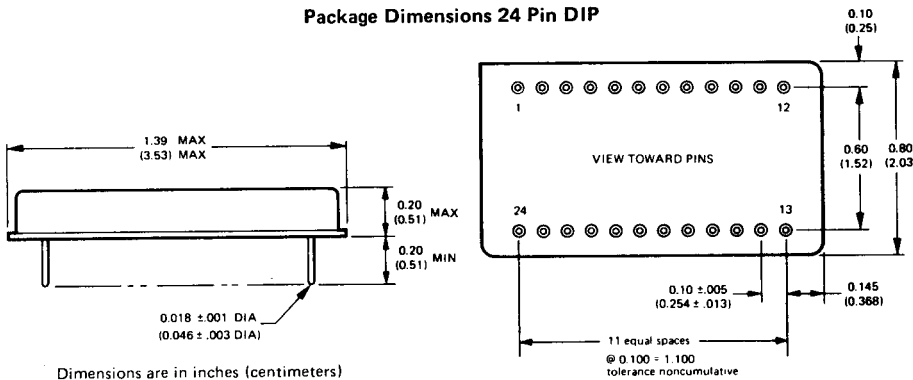 Package Dimensions 24 Pin DIP
1.39 MAX
(3.53) MAX
0.20
(0.51) MAX
0.20
(0.51) MIN
0.018 ±.001 DIA
(0.046 ± .003 DIA)
Dimensions are in inches (centimeters)
0.10
(0.25)
1
12
VIEW TOWARD PINS
24
13
0.60
(1.52)
0.80
(2.03
0.10 ±.005
(0.254 ± .013)
0.145
(0.368)
11 equal spaces
@ 0.100 = 1.100
tolerance noncumulative